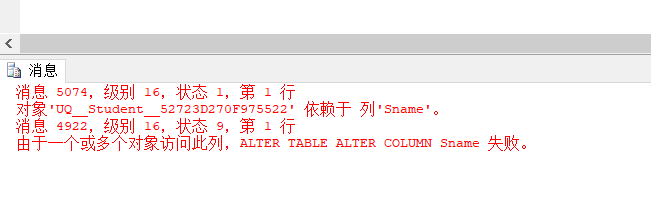 消息
消息 5074，级别 16，状态 1，第 1 行
对象'UQ__Student__52723D270F975522' 依赖于 列'Sname'。
消息 4922，级别 16，状态 9，第 1 行
由于一个或多个对象访问此列，ALTER TABLE ALTER COLUMN Sname 失败。